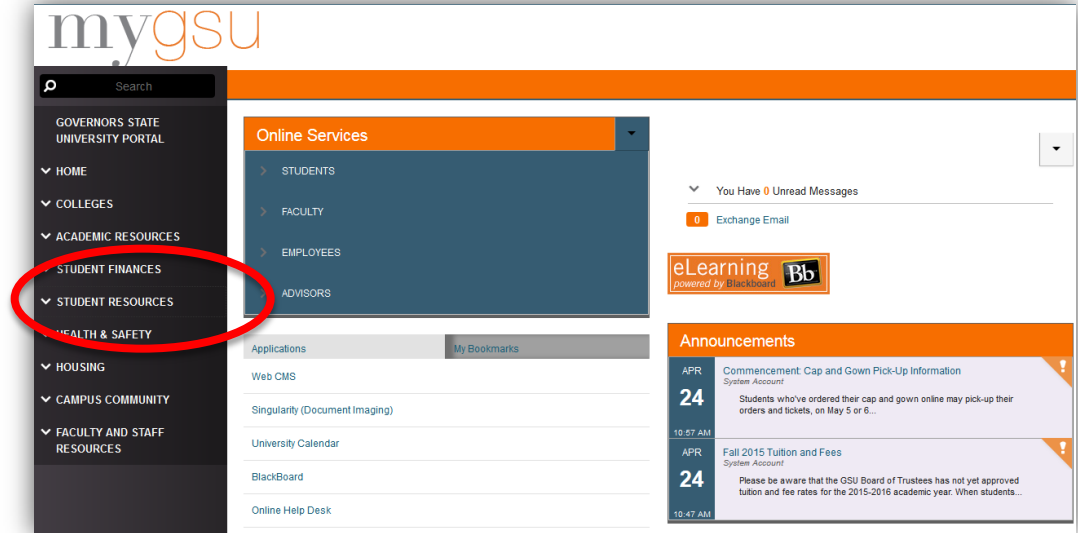 mygsu
Search
GOVERNORS STATE
UNIVERSITY PORTAL
HOME
COLLEGES
ACADEMIC RESOURCES
STUDENT FINANCES
STUDENT RESOURCES
HEALTH & SAFETY
HOUSING
CAMPUS COMMUNITY
FACULTY AND STAFF
RESOURCES
Online Services
STUDENTS
FACULTY
EMPLOYEES
ADVISORS
Applications
My Bookmarks
Web CMS
Singularity (Document Imaging)
University Calendar
BlackBoard
Online Help Desk
You Have 0 Unread Messages
0 Exchange Email
eLearning
powered by Blackboard
Bb
Announcements
APR
24
10:57 AM
Commencement: Cap and Gown Pick-Up Information
System Account
Students who've ordered their cap and gown online may pick-up their
orders and tickets, on May 5 or 6...
!
APR
24
10:47 AM
Fall 2015 Tuition and Fees
System Account
Please be aware that the GSU Board of Trustees has not yet approved
tuition and fee rates for the 2015-2016 academic year. When students...
!